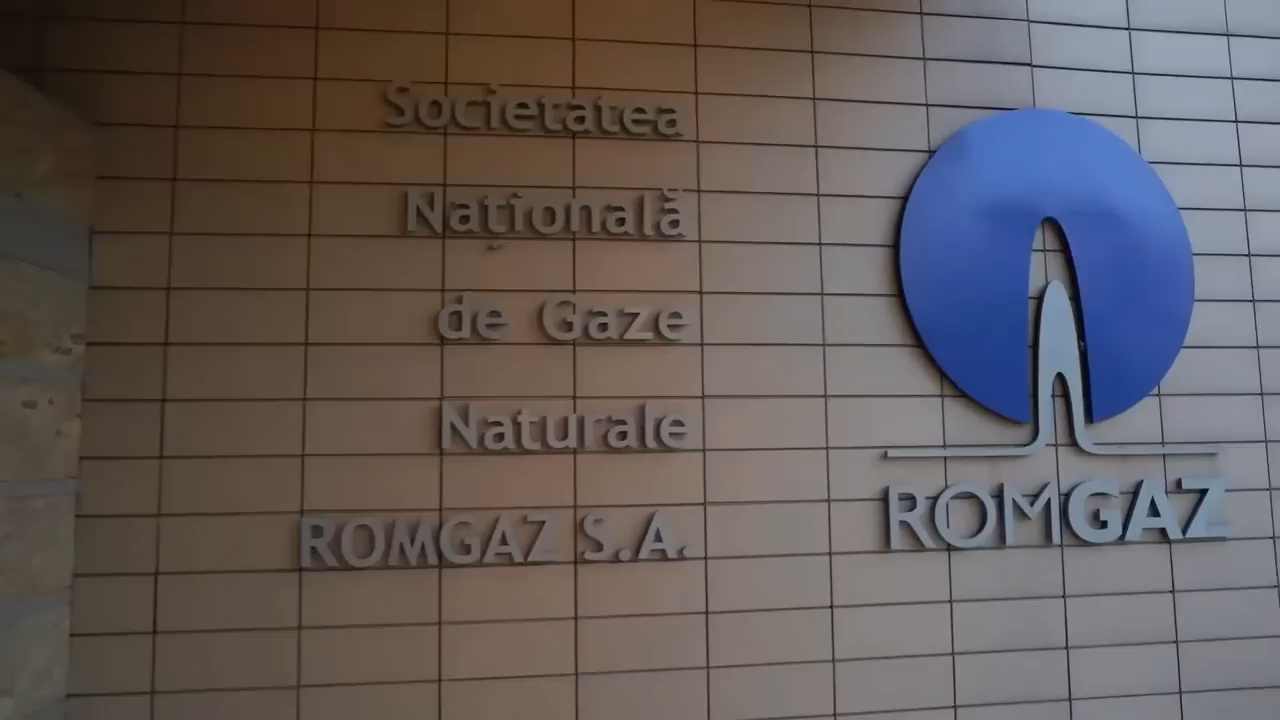 Societatea
Națională
de Gaze
Naturale
ROMGAZ S.A.
ROMGAZ